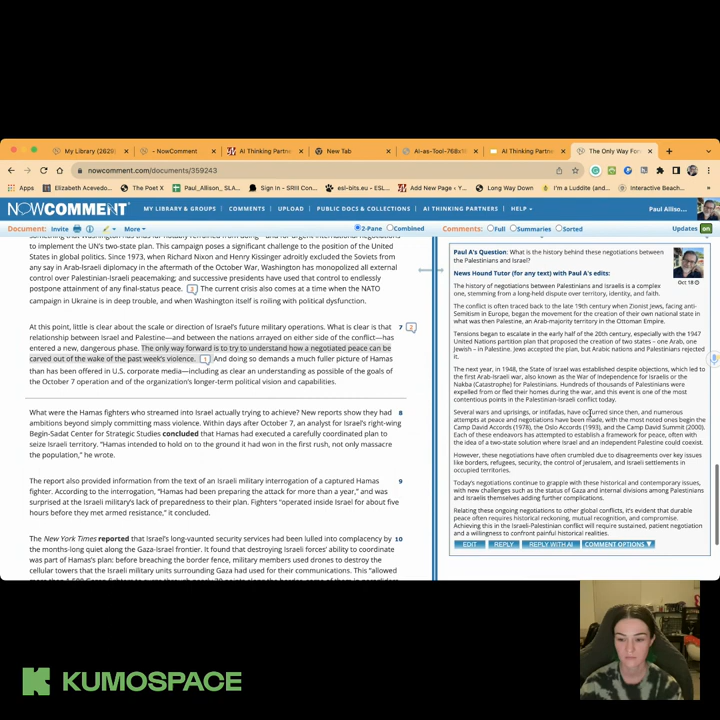 My Library (2025)
- NowComment
AI Thinking Partne
New Tab
AI-as-Tool-768x1
AI Thinking Partn
The Only Way For
nowcomment.com/documents/359243
Apps
Elizabeth Acevedo...
The Poet X
Paul_Allison_ SLA...
Sign In – SRIII Con...
esl-bits.eu – ESL...
Add New Page ‹ Y...
Long Way Down
I'm a Luddite (an...
Interactive Beach...
NOWCOMMENT
MY LIBRARY & GROUPS
COMMENTS
UPLOAD
PUBLIC DOCS & COLLECTIONS
AI THINKING PARTNERS
HELP
Paul Alliso...
Document: Invite
More
2-Pane
Combined
Comments:
Full
Summaries
Sorted
Updates on
to implement the UN's two-state plan. This campaign poses a significant challenge to the position of the United
States in global politics. Since 1973, when Richard Nixon and Henry Kissinger adroitly excluded the Soviets from
any say in Arab-Israeli diplomacy in the aftermath of the October War, Washington has monopolized all external
control over Palestinian-Israeli peacemaking; and successive presidents have used that control to endlessly
postpone attainment of any final-status peace. The current crisis also comes at a time when the NATO
campaign in Ukraine is in deep trouble, and when Washington itself is roiling with political dysfunction.
At this point, little is clear about the scale or direction of Israel's future military operations. What is clear is that 7 2
relationship between Israel and Palestine—and between the nations arrayed on either side of the conflict—has
entered a new, dangerous phase. The only way forward is to try to understand how a negotiated peace can be
carved out of the wake of the past week's violence. 1 And doing so demands a much fuller picture of Hamas
than has been offered in U.S. corporate media—including as clear an understanding as possible of the goals of
the October 7 operation and of the organization's longer-term political vision and capabilities.
What were the Hamas fighters who streamed into Israel actually trying to achieve? New reports show they had 8
ambitions beyond simply committing mass violence. Within days after October 7, an analyst for Israel's right-wing
Begin-Sadat Center for Strategic Studies concluded that Hamas had executed a carefully coordinated plan to
seize Israeli territory. "Hamas intended to hold on to the ground it had won in the first rush, not only massacre
the population," he wrote.
The report also provided information from the text of an Israeli military interrogation of a captured Hamas 9
fighter. According to the interrogation, "Hamas had been preparing the attack for more than a year," and was
surprised at the Israeli military's lack of preparedness to defend. Fighters "operated inside Israel for about five
hours before they met armed resistance", it concluded.
The New York Times reported that Israel's long-vaunted security services had been lulled into complacency by 10
the months-long quiet along the Gaza-Israel frontier. It found that destroying Israeli forces' ability to coordinate
was part of Hamas's plan: before breaching the border fence, military members used drones to destroy the
cellular towers that the Israeli military units surrounding Gaza had used for their communications. This "allowed
Paul A's Question: What is the history behind these negotiations between
the Palestinians and Israel?
Oct 18
News Hound Tutor (for any text) with Paul A's edits:
The history of negotiations between Palestinians and Israelis is a complex
one, stemming from a long-held dispute over territory, identity, and faith.
The conflict is often traced back to the late 19th century when Zionist Jews, facing anti-
Semitism in Europe, began the movement for the creation of their own national state in
what was then Palestine, an Arab-majority territory in the Ottoman Empire.
Tensions began to escalate in the early half of the 20th century, especially with the 1947
United Nations partition plan that proposed the creation of two states - one Arab, one
Jewish – in Palestine. Jews accepted the plan, but Arabic nations and Palestinians rejected
it.
The next year, in 1948, the State of Israel was established despite objections, which led to
the first Arab-Israeli war, also known as the War of Independence for Israelis or the
Nakba (Catastrophe) for Palestinians. Hundreds of thousands of Palestinians were
expelled from or fled their homes during the war, and this event is one of the most
contentious points in the Palestinian-Israeli conflict today.
Several wars and uprisings, or intifadas, have occurred since then, and numerous
attempts at peace and negotiations have been made, with the most noted ones begin the
Camp David Accords (1978), the Oslo Accords (1993), and the Camp David Summit (2000).
Each of these endeavors has attempted to establish a framework for peace, often with
the idea of a two-state solution where Israel and an independent Palestine could coexist.
However, these negotiations have often crumbled due to disagreements over key issues
like borders, refugees, security, the control of Jerusalem, and Israeli settlements in
occupied territories.
Today's negotiations continue to grapple with these historical and contemporary issues,
with new challenges such as the status of Gaza and internal divisions among Palestinians
and Israelis themselves adding further complications.
Relating these ongoing negotiations to other global conflicts, it's evident that durable
peace often requires historical reckoning, mutual recognition, and compromise.
Achieving this in the Israeli-Palestinian conflict will require sustained, patient negotiation
and a willingness to confront painful historical realities.
EDIT
REPLY
REPLY WITH AI
COMMENT OPTIONS
KUMOSPACE